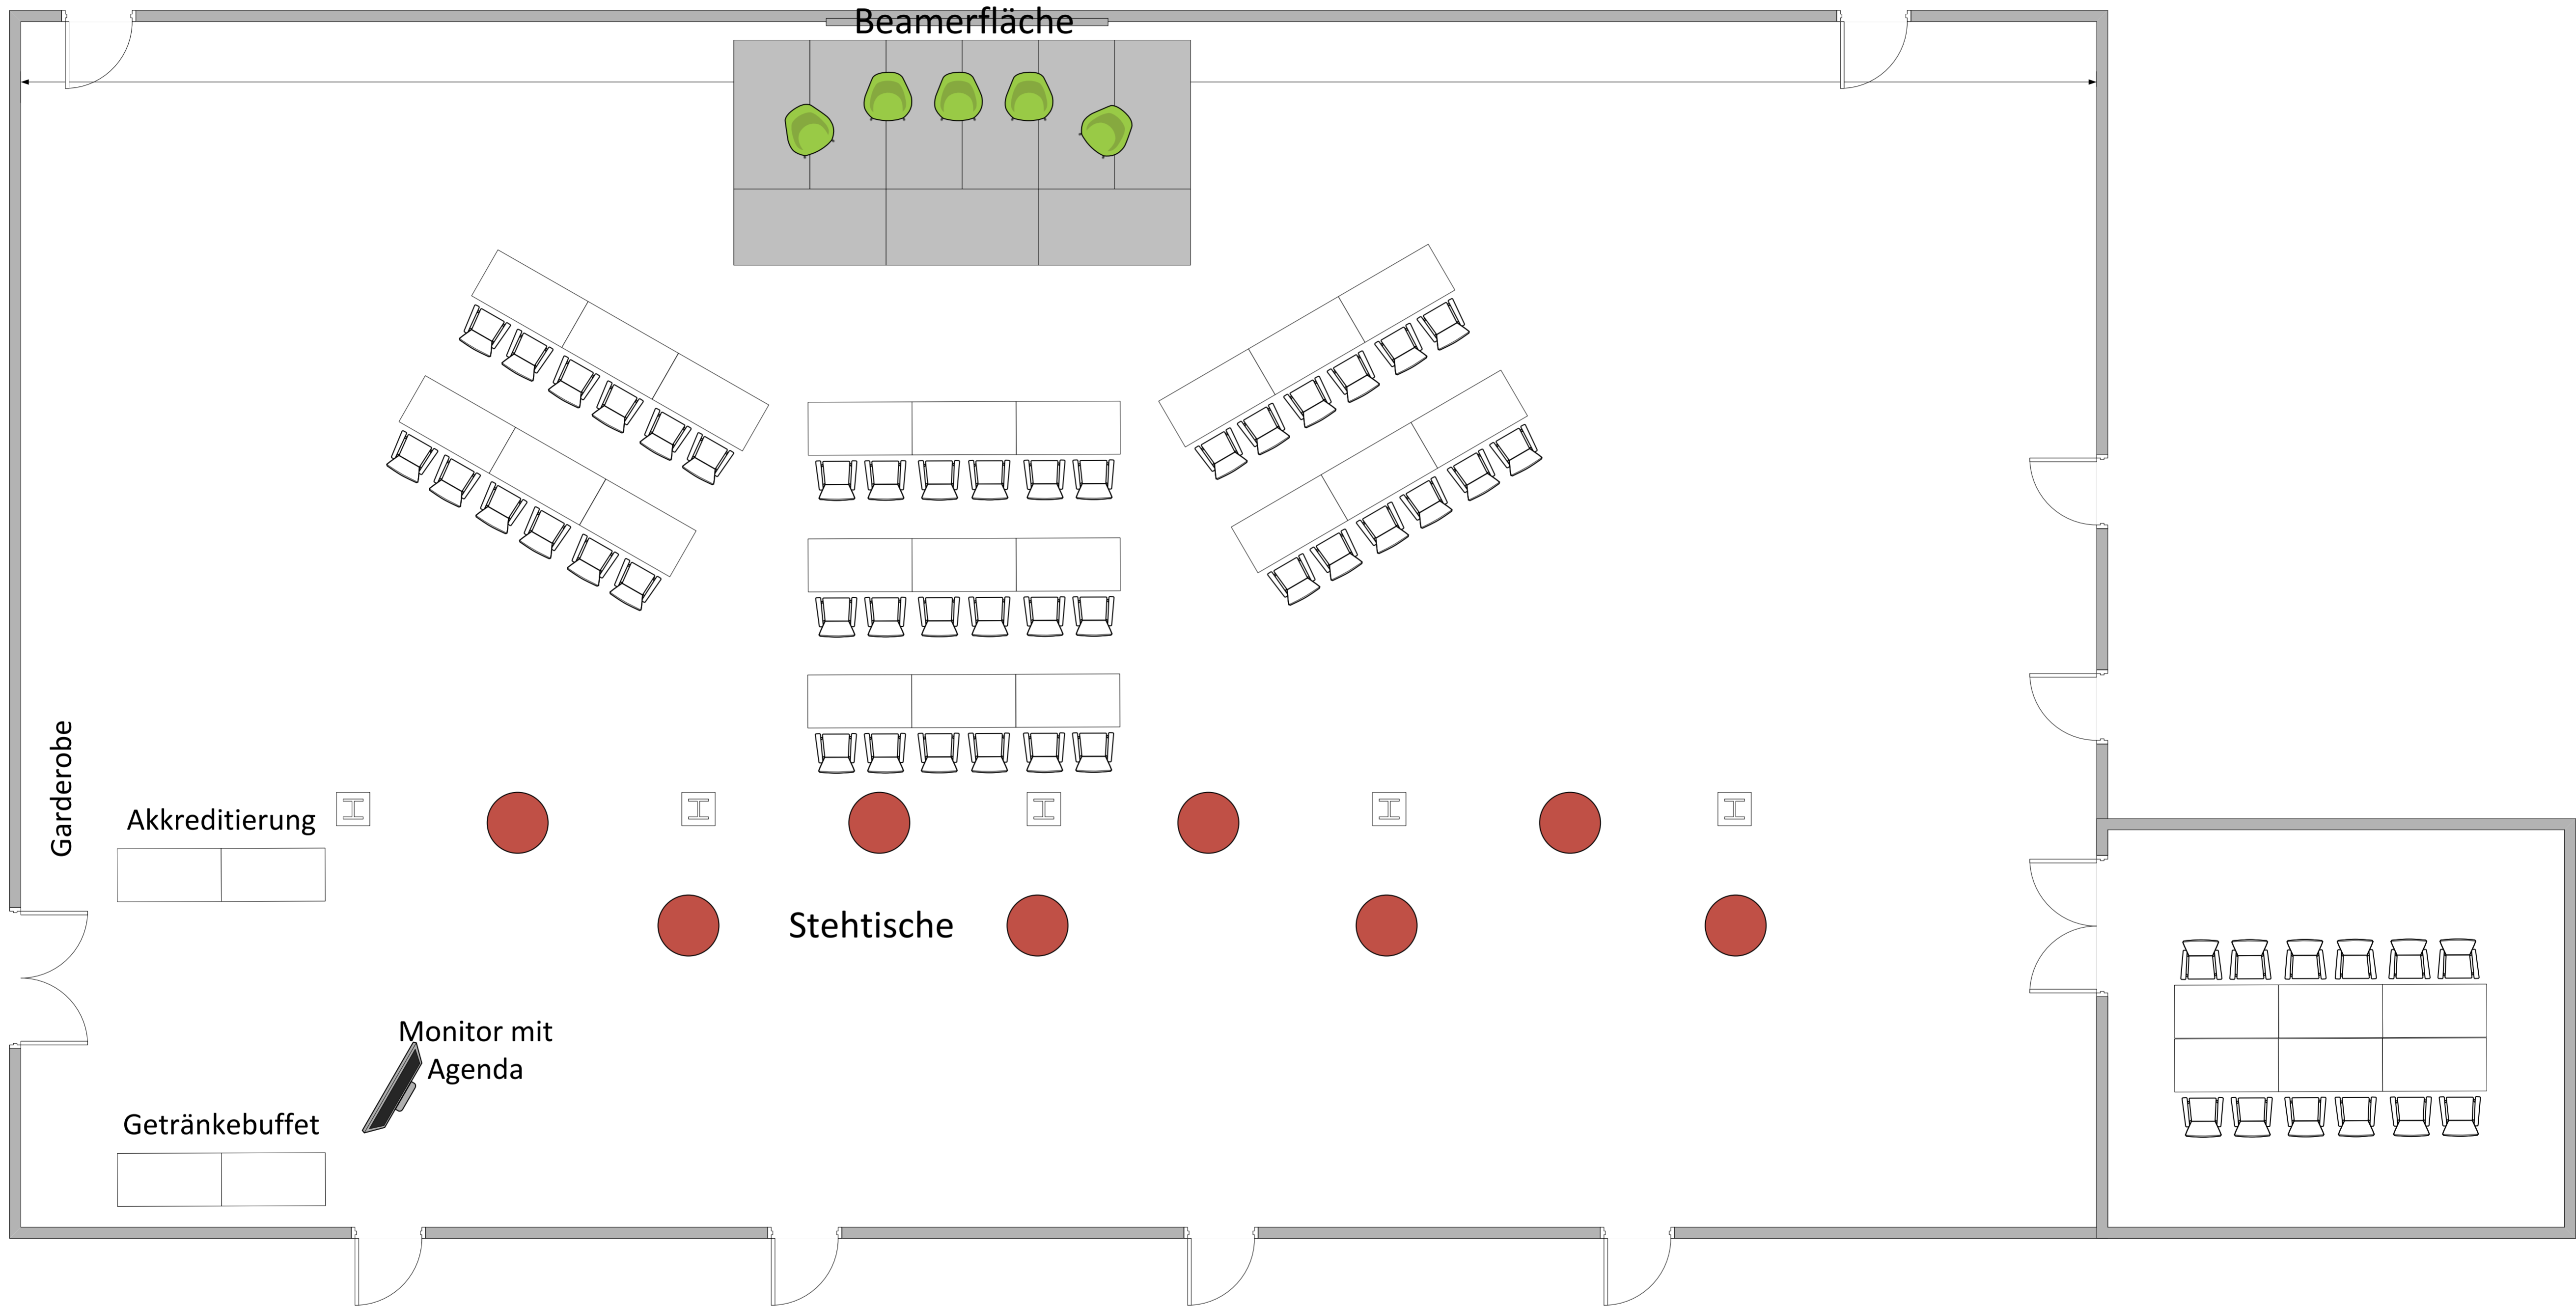 Beamerfläche
Garderobe
Akkreditierung
Stehtische
Monitor mit
Agenda
Getränkebuffet